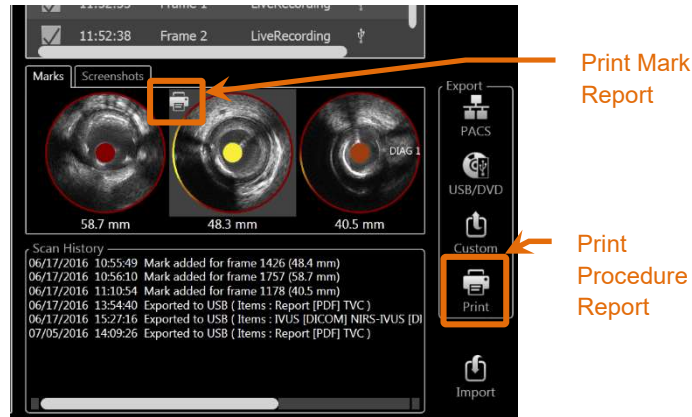 11:52:38 Frame 2 LiveRecording
Marks Screenshots
DIAG 1
58.7 mm 48.3 mm 40.5 mm
Scan History
06/17/2016 10:55:49 Mark added for frame 1426 (48.4 mm)
06/17/2016 10:56:10 Mark added for frame 1757 (58.7 mm)
06/17/2016 11:10:54 Mark added for frame 1178 (40.5 mm)
06/17/2016 13:54:40 Exported to USB ( Items : Report [PDF] TVC )
06/17/2016 15:27:16 Exported to USB ( Items : IVUS [DICOM] NIRS-IVUS [DI
07/05/2016 14:09:26 Exported to USB ( Items : Report [PDF] TVC )
Export
PACS
USB/DVD
Custom
Print
Import
Print Mark
Report
Print
Procedure
Report